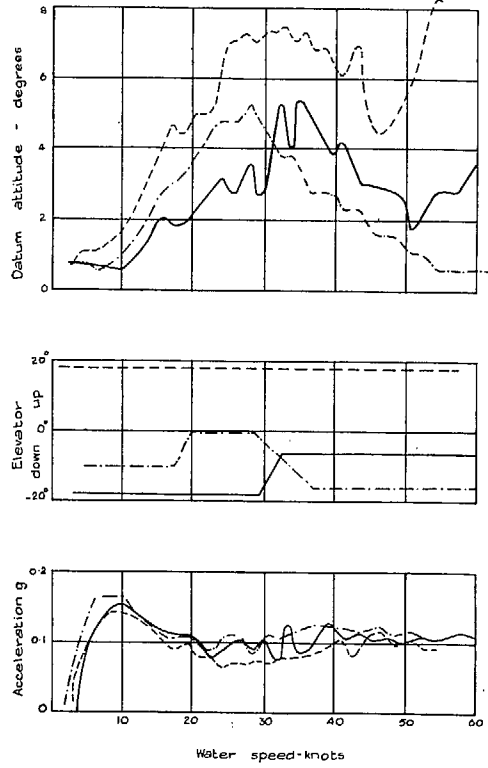 8
6
4
2
0
Datum attitude - degrees
20°
0°
-20°
Elevator
down up
0·2
0·1
0
Acceleration g
10 20 30 40 50 60
Water speed-knots